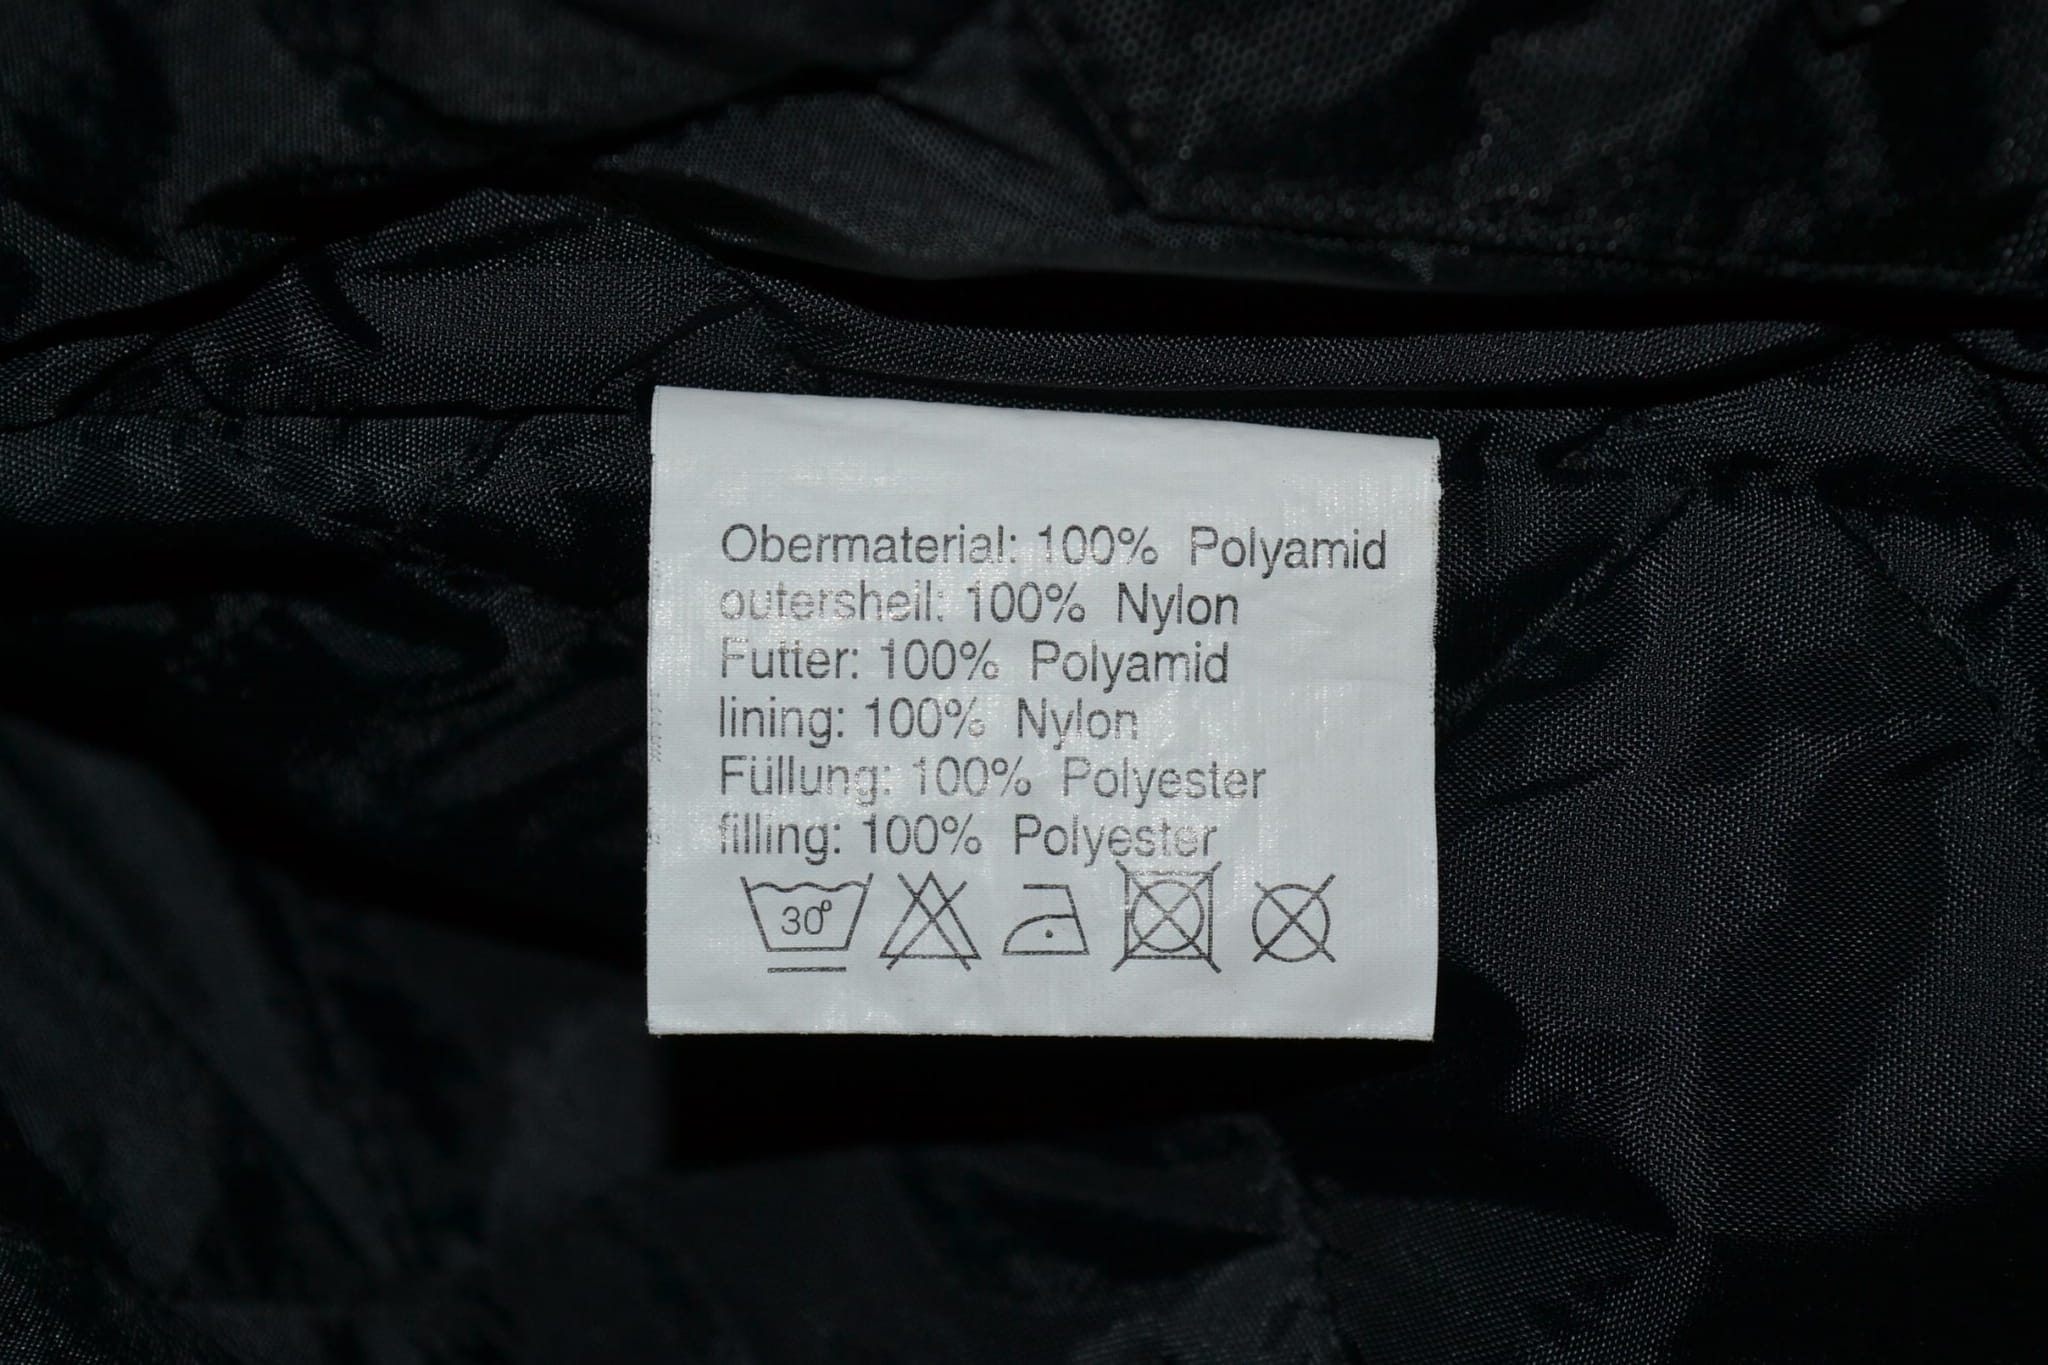 Obermaterial: 100% Polyamid
outershell: 100% Nylon
Futter: 100% Polyamid
lining: 100% Nylon
Füllung: 100% Polyester
filling: 100% Polyester
30°